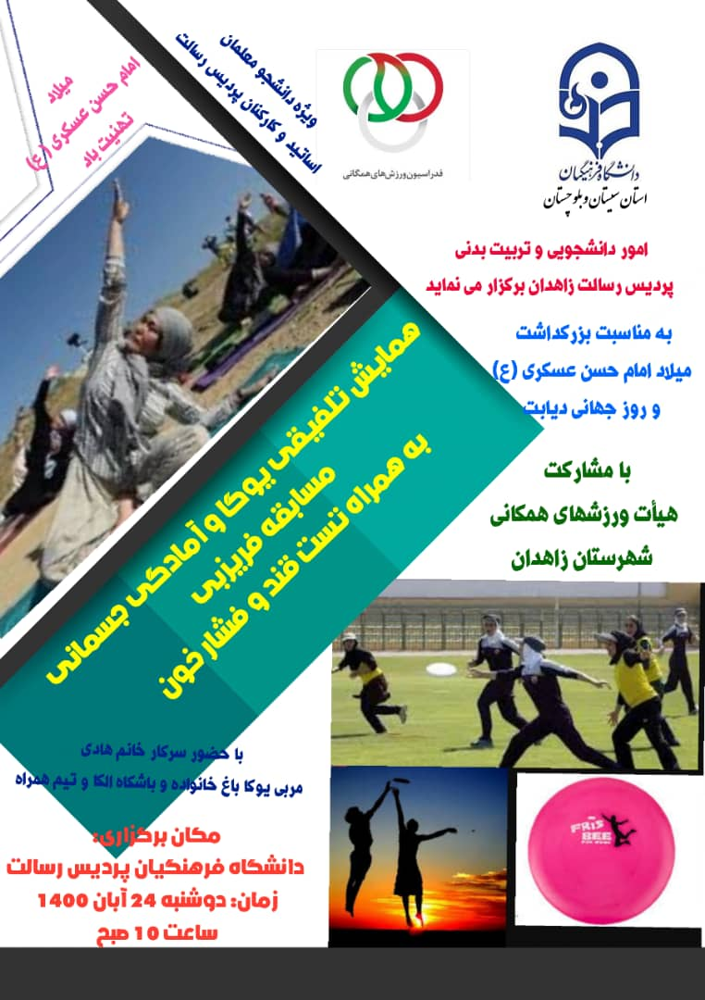 میلاد
امام حسن عسکری (ع)
تهنیت باد
ویژه دانشجو معلمان
اساتید و کارکنان پردیس رسالت
فدراسیون ورزش‌های همگانی
دانشگاه فرهنگیان
استان سیستان و بلوچستان
امور دانشجویی و تربیت بدنی
پردیس رسالت زاهدان برگزار می نماید
به مناسبت بزرگداشت
میلاد امام حسن عسکری (ع)
و روز جهانی دیابت
با مشارکت
هیأت ورزشهای همگانی
شهرستان زاهدان
همایش تلفیقی یوگا و آمادگی جسمانی
مسابقه فریزبی
به همراه تست قند و فشار خون
با حضور سرکار خانم هادی
مربی یوگا باغ خانواده و باشگاه الکا و تیم همراه
مکان برگزاری:
دانشگاه فرهنگیان پردیس رسالت
زمان: دوشنبه 24 آبان 1400
ساعت 10 صبح
FRIS
BEE